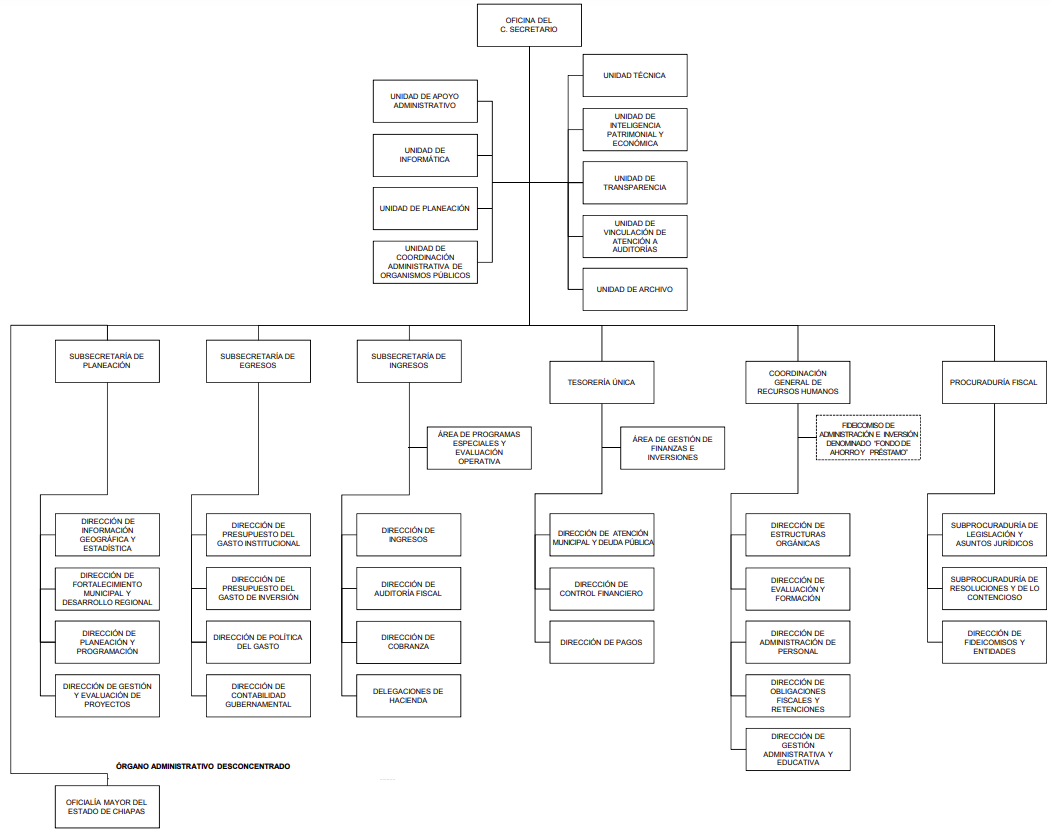 OFICINA DEL
C. SECRETARIO
UNIDAD DE APOYO
ADMINISTRATIVO
UNIDAD DE
INFORMÁTICA
UNIDAD DE PLANEACIÓN
UNIDAD DE
COORDINACIÓN
ADMINISTRATIVA DE
ORGANISMOS PÚBLICOS
UNIDAD TÉCNICA
UNIDAD DE
INTELIGENCIA
PATRIMONIAL Y
ECONÓMICA
UNIDAD DE
TRANSPARENCIA
UNIDAD DE
VINCULACIÓN DE
ATENCIÓN A
AUDITORÍAS
UNIDAD DE ARCHIVO
SUBSECRETARÍA DE
PLANEACIÓN
SUBSECRETARÍA DE
EGRESOS
SUBSECRETARÍA DE
INGRESOS
TESORERÍA ÚNICA
COORDINACIÓN
GENERAL DE
RECURSOS HUMANOS
PROCURADURÍA FISCAL
ÁREA DE PROGRAMAS
ESPECIALES Y
EVALUACIÓN
OPERATIVA
ÁREA DE GESTIÓN DE
FINANZAS E
INVERSIONES
FIDEICOMISO DE
ADMINISTRACIÓN E INVERSIÓN
DENOMINADO "FONDO DE
AHORRO Y PRÉSTAMO"
DIRECCIÓN DE
INFORMACIÓN
GEOGRÁFICA Y
ESTADÍSTICA
DIRECCIÓN DE
FORTALECIMIENTO
MUNICIPAL Y
DESARROLLO REGIONAL
DIRECCIÓN DE
PLANEACIÓN Y
PROGRAMACIÓN
DIRECCIÓN DE GESTIÓN
Y EVALUACIÓN DE
PROYECTOS
DIRECCIÓN DE
PRESUPUESTO DEL
GASTO INSTITUCIONAL
DIRECCIÓN DE
PRESUPUESTO DEL
GASTO DE INVERSIÓN
DIRECCIÓN DE POLÍTICA
DEL GASTO
DIRECCIÓN DE
CONTABILIDAD
GUBERNAMENTAL
DIRECCIÓN DE
INGRESOS
DIRECCIÓN DE
AUDITORÍA FISCAL
DIRECCIÓN DE
COBRANZA
DELEGACIONES DE
HACIENDA
DIRECCIÓN DE ATENCIÓN
MUNICIPAL Y DEUDA PÚBLICA
DIRECCIÓN DE
CONTROL FINANCIERO
DIRECCIÓN DE PAGOS
DIRECCIÓN DE
ESTRUCTURAS
ORGÁNICAS
DIRECCIÓN DE
EVALUACIÓN Y
FORMACIÓN
DIRECCIÓN DE
ADMINISTRACIÓN DE
PERSONAL
DIRECCIÓN DE
OBLIGACIONES
FISCALES Y
RETENCIONES
DIRECCIÓN DE
GESTIÓN
ADMINISTRATIVA Y
EDUCATIVA
SUBPROCURADURÍA DE
LEGISLACIÓN Y
ASUNTOS JURÍDICOS
SUBPROCURADURÍA DE
RESOLUCIONES Y DE LO
CONTENCIOSO
DIRECCIÓN DE
FIDEICOMISOS Y
ENTIDADES
ÓRGANO ADMINISTRATIVO DESCONCENTRADO
OFICIALÍA MAYOR DEL
ESTADO DE CHIAPAS